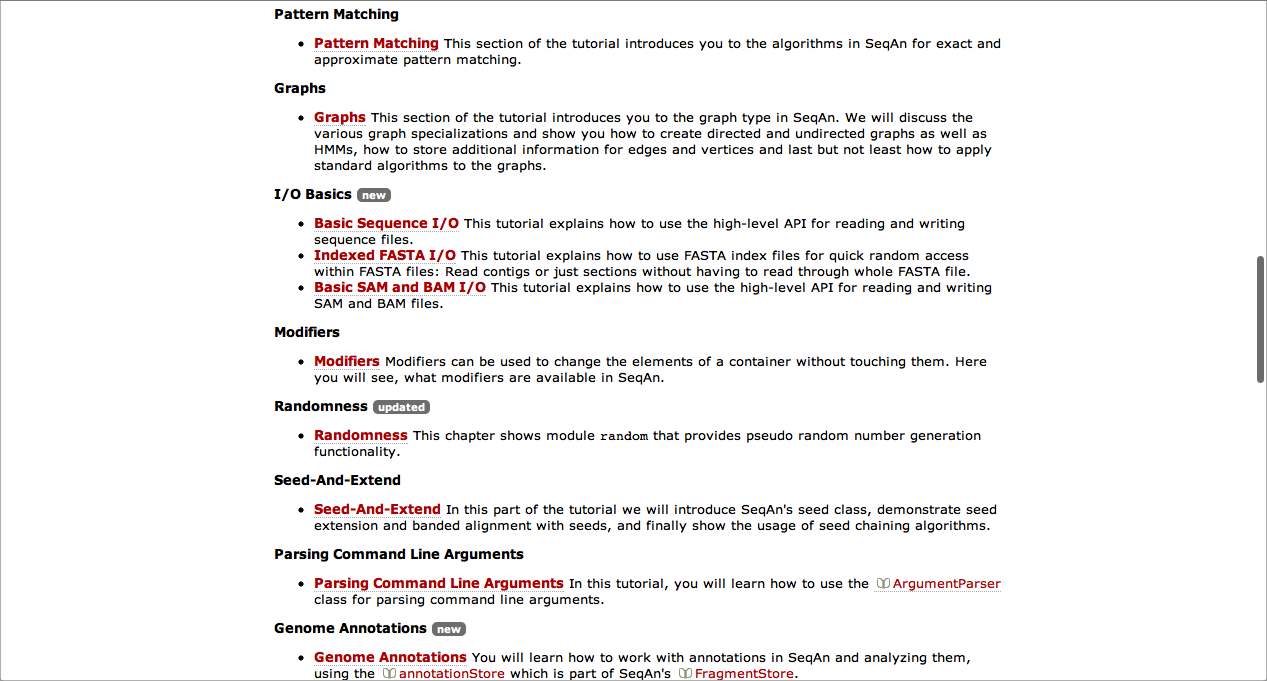 Pattern Matching
• Pattern Matching This section of the tutorial introduces you to the algorithms in SeqAn for exact and
approximate pattern matching.
Graphs
• Graphs This section of the tutorial introduces you to the graph type in SeqAn. We will discuss the
various graph specializations and show you how to create directed and undirected graphs as well as
HMMs, how to store additional information for edges and vertices and last but not least how to apply
standard algorithms to the graphs.
I/O Basics new
• Basic Sequence I/O This tutorial explains how to use the high-level API for reading and writing
sequence files.
• Indexed FASTA I/O This tutorial explains how to use FASTA index files for quick random access
within FASTA files: Read contigs or just sections without having to read through whole FASTA file.
• Basic SAM and BAM I/O This tutorial explains how to use the high-level API for reading and writing
SAM and BAM files.
Modifiers
• Modifiers Modifiers can be used to change the elements of a container without touching them. Here
you will see, what modifiers are available in SeqAn.
Randomness updated
• Randomness This chapter shows module random that provides pseudo random number generation
functionality.
Seed-And-Extend
• Seed-And-Extend In this part of the tutorial we will introduce SeqAn's seed class, demonstrate seed
extension and banded alignment with seeds, and finally show the usage of seed chaining algorithms.
Parsing Command Line Arguments
• Parsing Command Line Arguments In this tutorial, you will learn how to use the ArgumentParser
class for parsing command line arguments.
Genome Annotations new
• Genome Annotations You will learn how to work with annotations in SeqAn and analyzing them,
using the annotationStore which is part of SeqAn's FragmentStore.